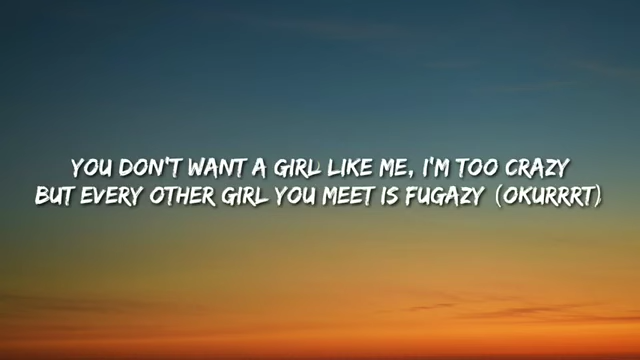 YOU DON'T WANT A GIRL LIKE ME, I'M TOO CRAZY
BUT EVERY OTHER GIRL YOU MEET IS FUGAZY (OKURRRT)